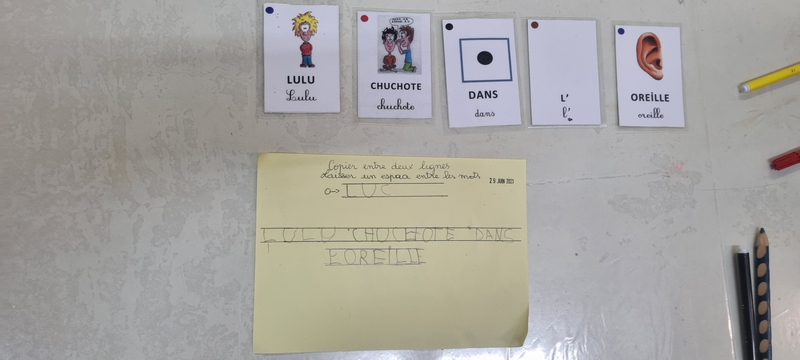 LULU
Lulu
CHUCHOTE
chuchote
DANS
dans
L'
l'
OREILLE
oreille
Copier entre deux lignes
Laisser un espace entre les mots
29 JUIN 2021
LUC
LULU CHUCHOTE DANS
LOREILLE